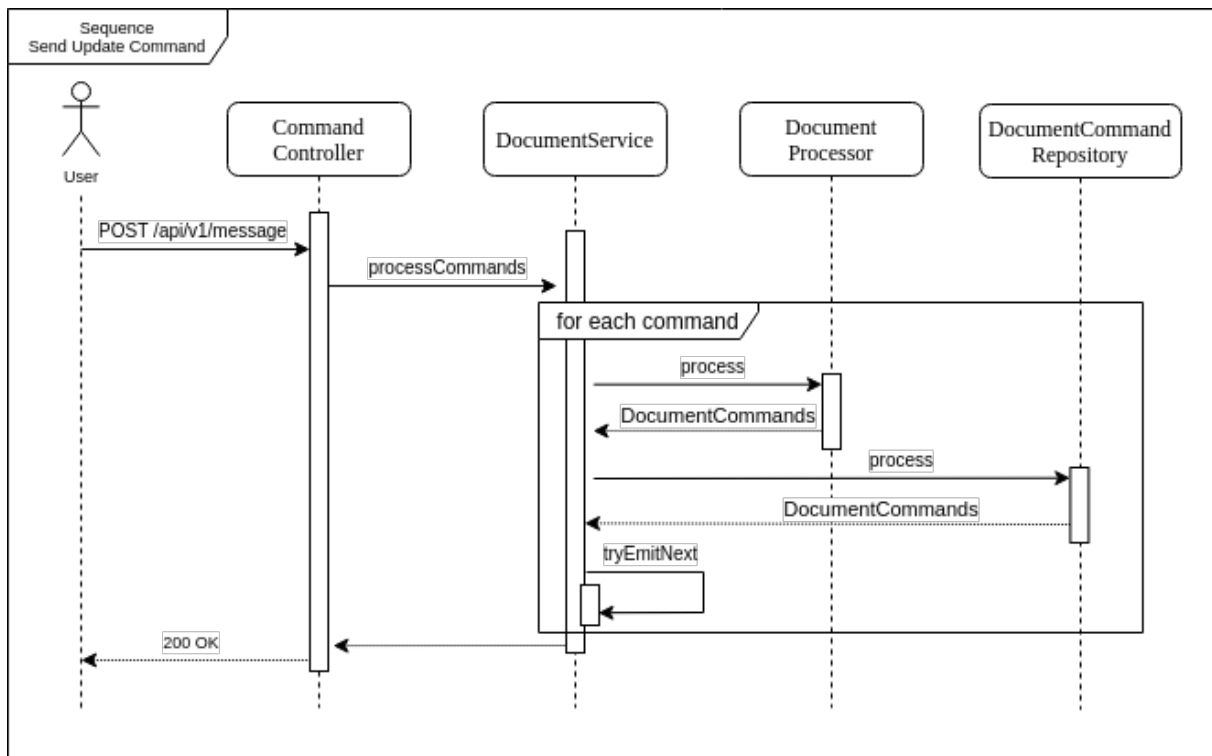 Sequence
Send Update Command
User
Command
Controller
DocumentService
Document
Processor
DocumentCommand
Repository
POST /api/v1/message
processCommands
for each command
process
DocumentCommands
process
DocumentCommands
tryEmitNext
200 OK